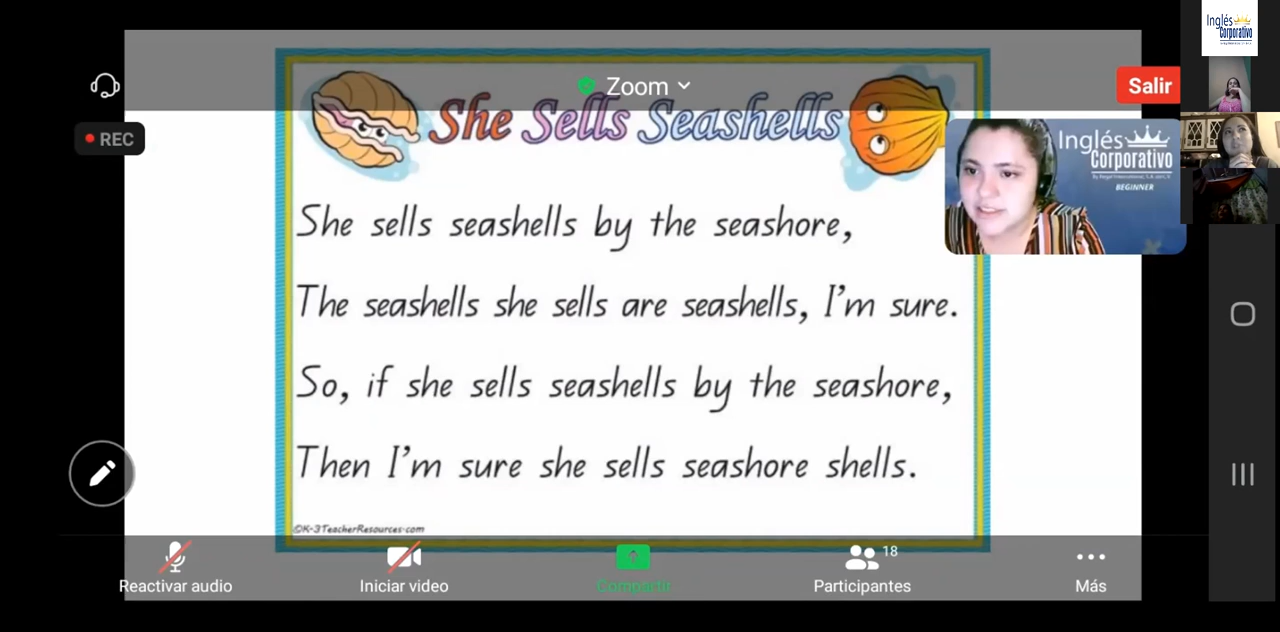 Zoom
Salir
REC
She Sells Seashells
She sells seashells by the seashore,
The seashells she sells are seashells, I'm sure.
So, if she sells seashells by the seashore,
Then I'm sure she sells seashore shells.
©K-3TeacherResources.com
Inglés
Corporativo
BEGINNER
Inglés
Corporativo
Reactivar audio
Iniciar video
Compartir
Participantes
18
Más